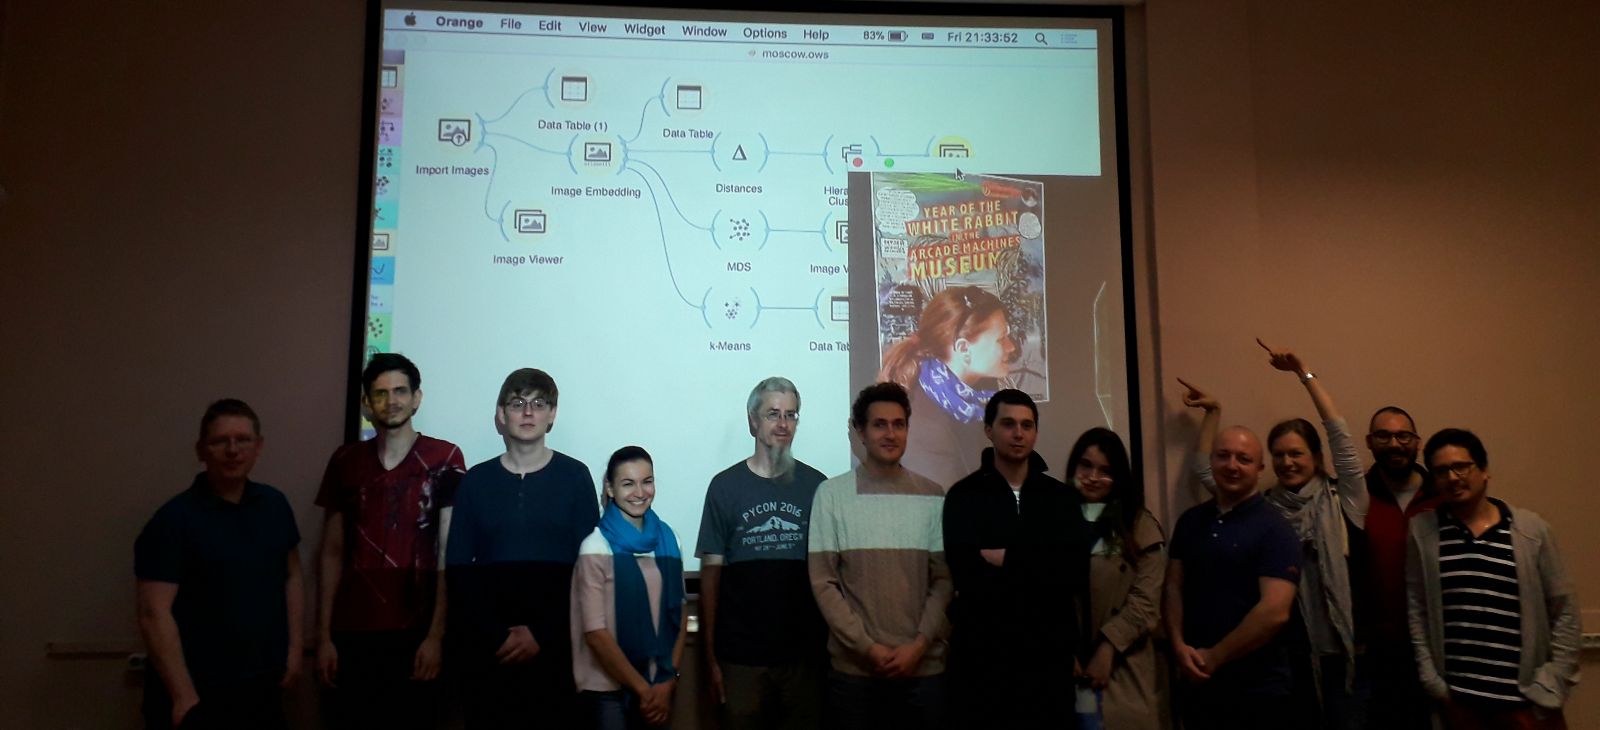 Orange File Edit View Widget Window Options Help 83% Fri 21:33:52
moscow.ows
Data Table (1)
Data Table
Import Images
Image Embedding
Distances
Image Viewer
MDS
k-Means
YEAR OF THE
WHITE RABBIT
IN THE
ARCADE MACHINES
MUSEUM
PYCON 2016
PORTLAND, OREG